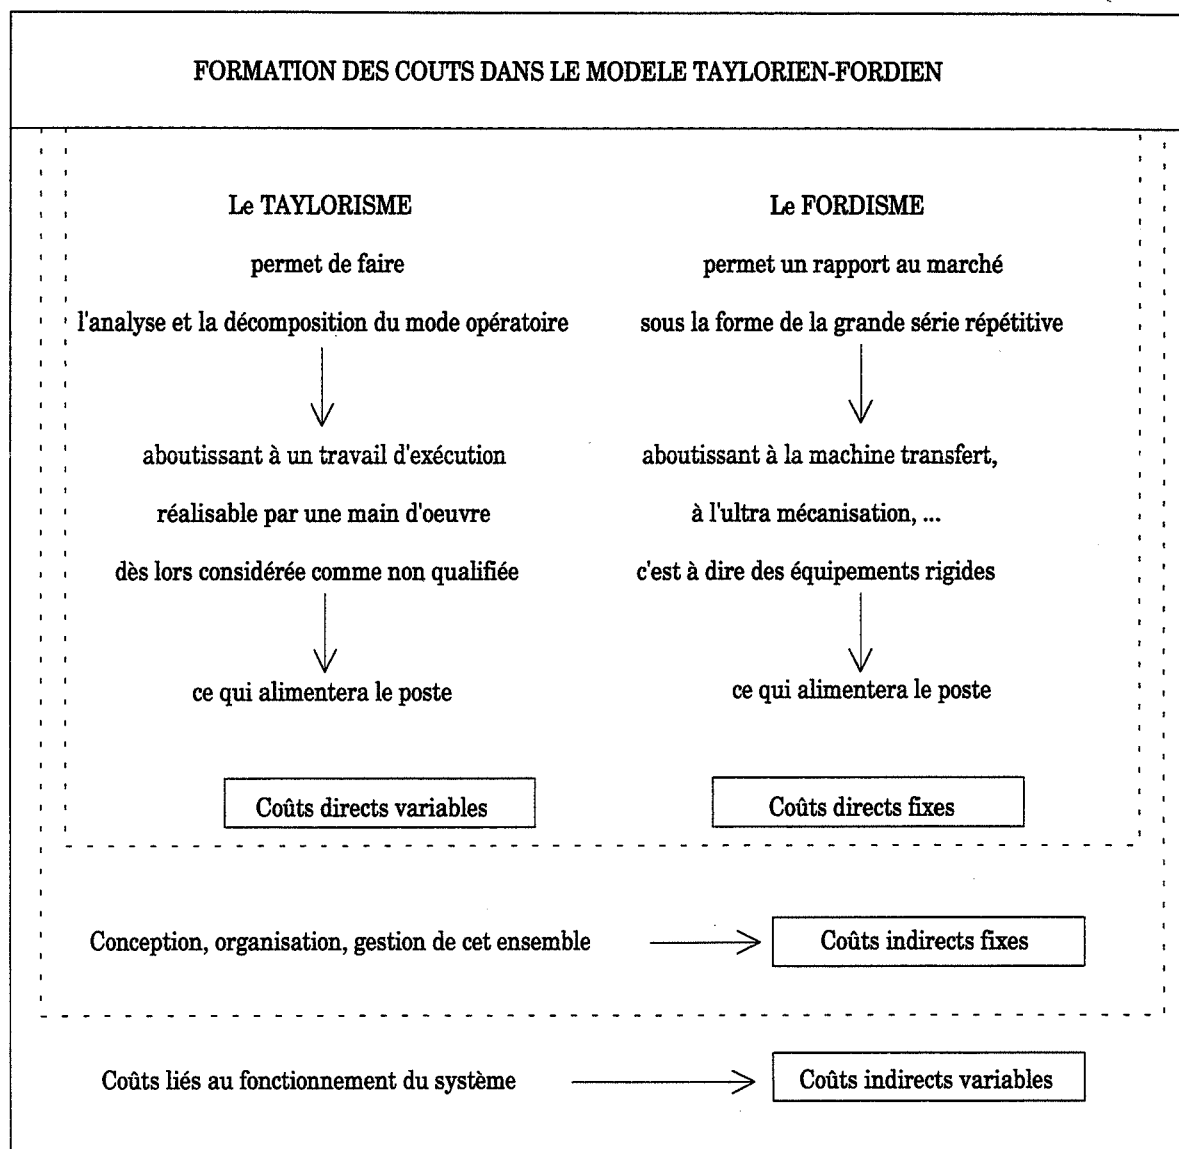 FORMATION DES COUTS DANS LE MODELE TAYLORIEN-FORDIEN
Le TAYLORISME
permet de faire
l'analyse et la décomposition du mode opératoire
aboutissant à un travail d'exécution
réalisable par une main d'oeuvre
dès lors considérée comme non qualifiée
ce qui alimentera le poste
Coûts directs variables
Le FORDISME
permet un rapport au marché
sous la forme de la grande série répétitive
aboutissant à la machine transfert,
à l'ultra mécanisation, ...
c'est à dire des équipements rigides
ce qui alimentera le poste
Coûts directs fixes
Conception, organisation, gestion de cet ensemble
Coûts indirects fixes
Coûts liés au fonctionnement du système
Coûts indirects variables